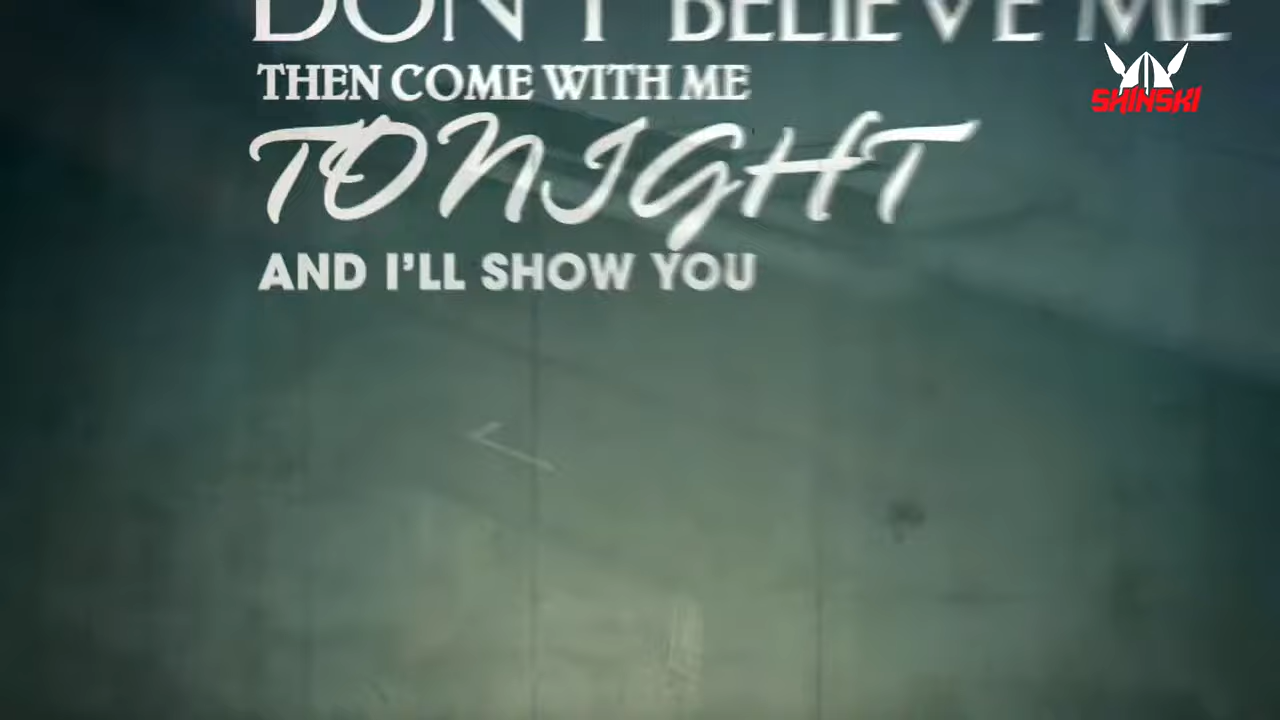 DON'T BELIEVE ME
THEN COME WITH ME
TONIGHT
AND I'LL SHOW YOU
SHINSKI